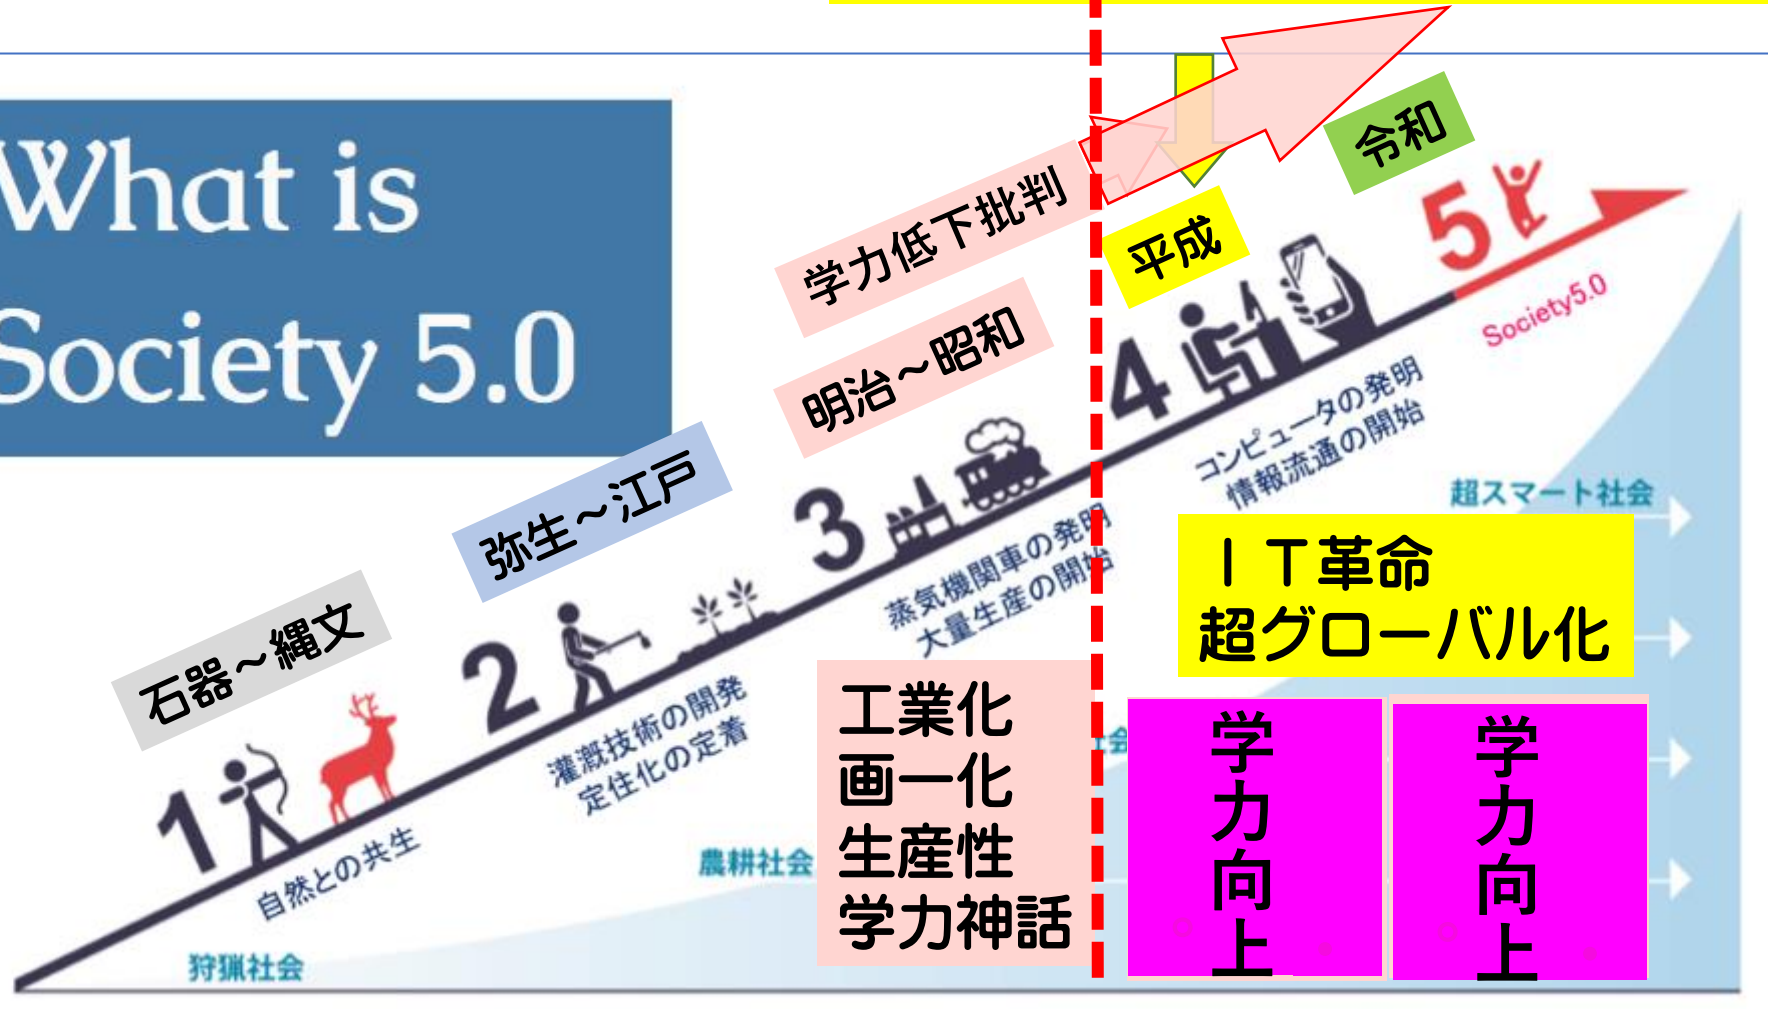 What is
Society 5.0
令和
学力低下批判
平成
明治～昭和
弥生～江戸
石器～縄文
5
Society5.0
4
コンピュータの発明
情報流通の開始
3
蒸気機関車の発明
大量生産の開始
2
灌漑技術の開発
定住化の定着
1
自然との共生
超スマート社会
ＩＴ革命
超グローバル化
工業化
画一化
生産性
学力神話
社会
学力向上
学力向上
農耕社会
狩猟社会